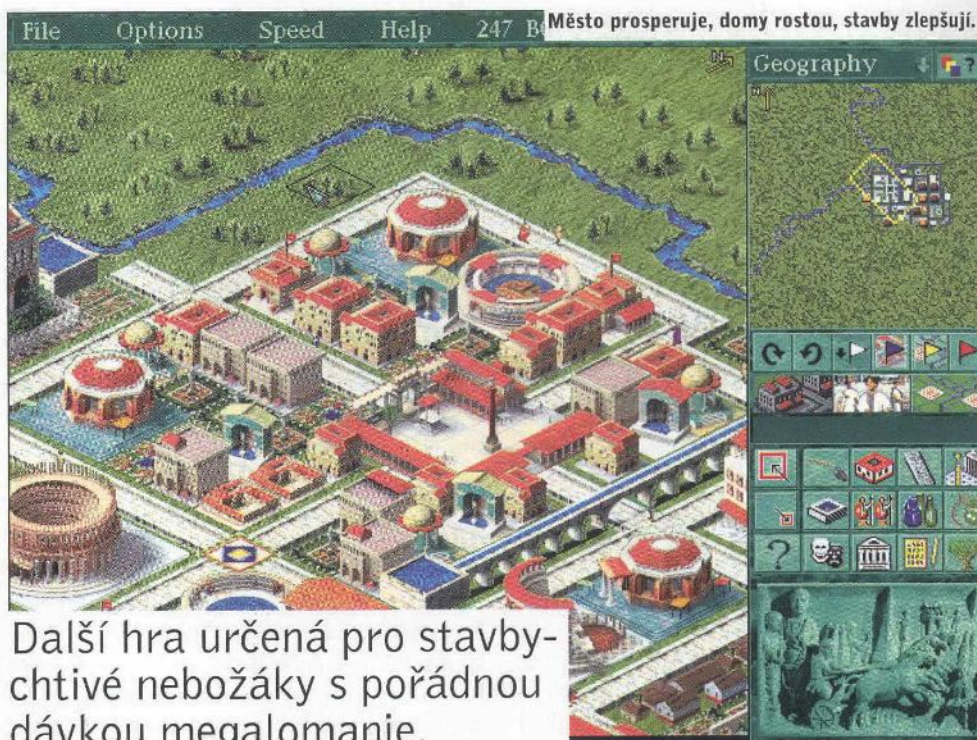 File Options Speed Help 247
Město prosperuje, domy rostou, stavby zlepšují.
Geography
Další hra určená pro stavby-
chtivé nebožáky s pořádnou
dávkou megalomanie.